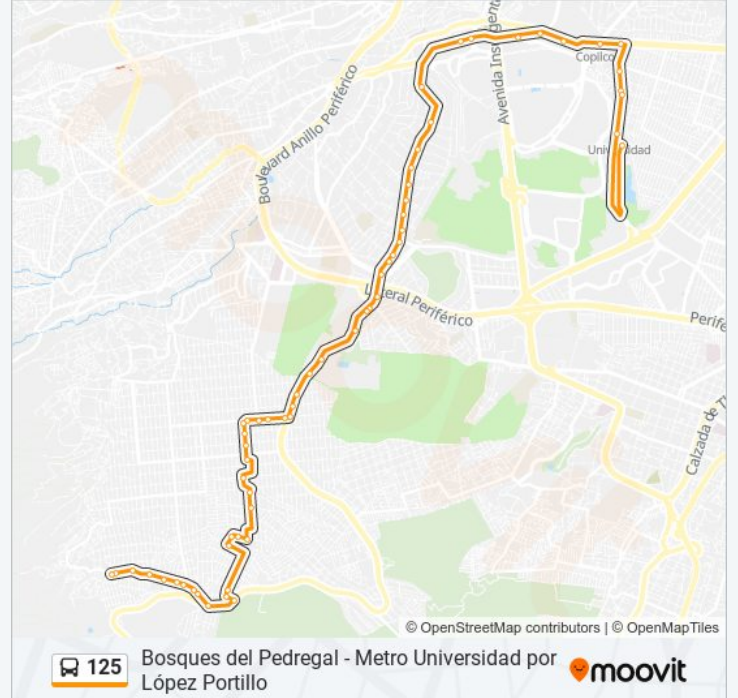 Copilco
Avenida Insurgent
Boulevard Anillo Periférico
Universidad
Lateral Periférico
Perife
Calzada de T
© OpenStreetMap contributors | © OpenMapTiles
125
Bosques del Pedregal - Metro Universidad por
López Portillo
moovit